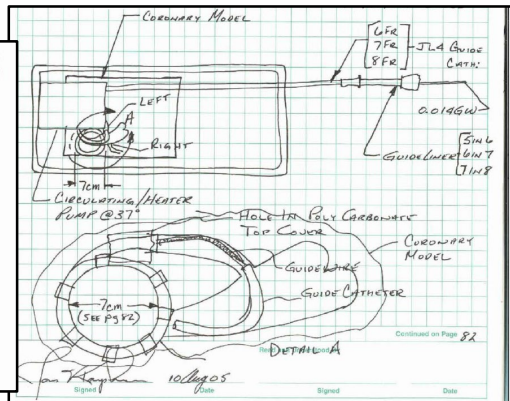 CORONARY MODEL
6FR
7FR
8FR
JL4 GUIDE
CATH:
0.014GW
GUIDELINER
5IN6
6IN7
7IN8
LEFT
A
B
RIGHT
7cm
CIRCULATING/HEATER
PUMP @37°
HOLE IN POLYCARBONATE
TOP COVER
CORONARY
MODEL
GUIDEWIRE
GUIDE CATHETER
7cm
(SEE pg 82)
DETAIL A
Continued on Page 82
10 Aug 05
Signed
Date
Signed
Date